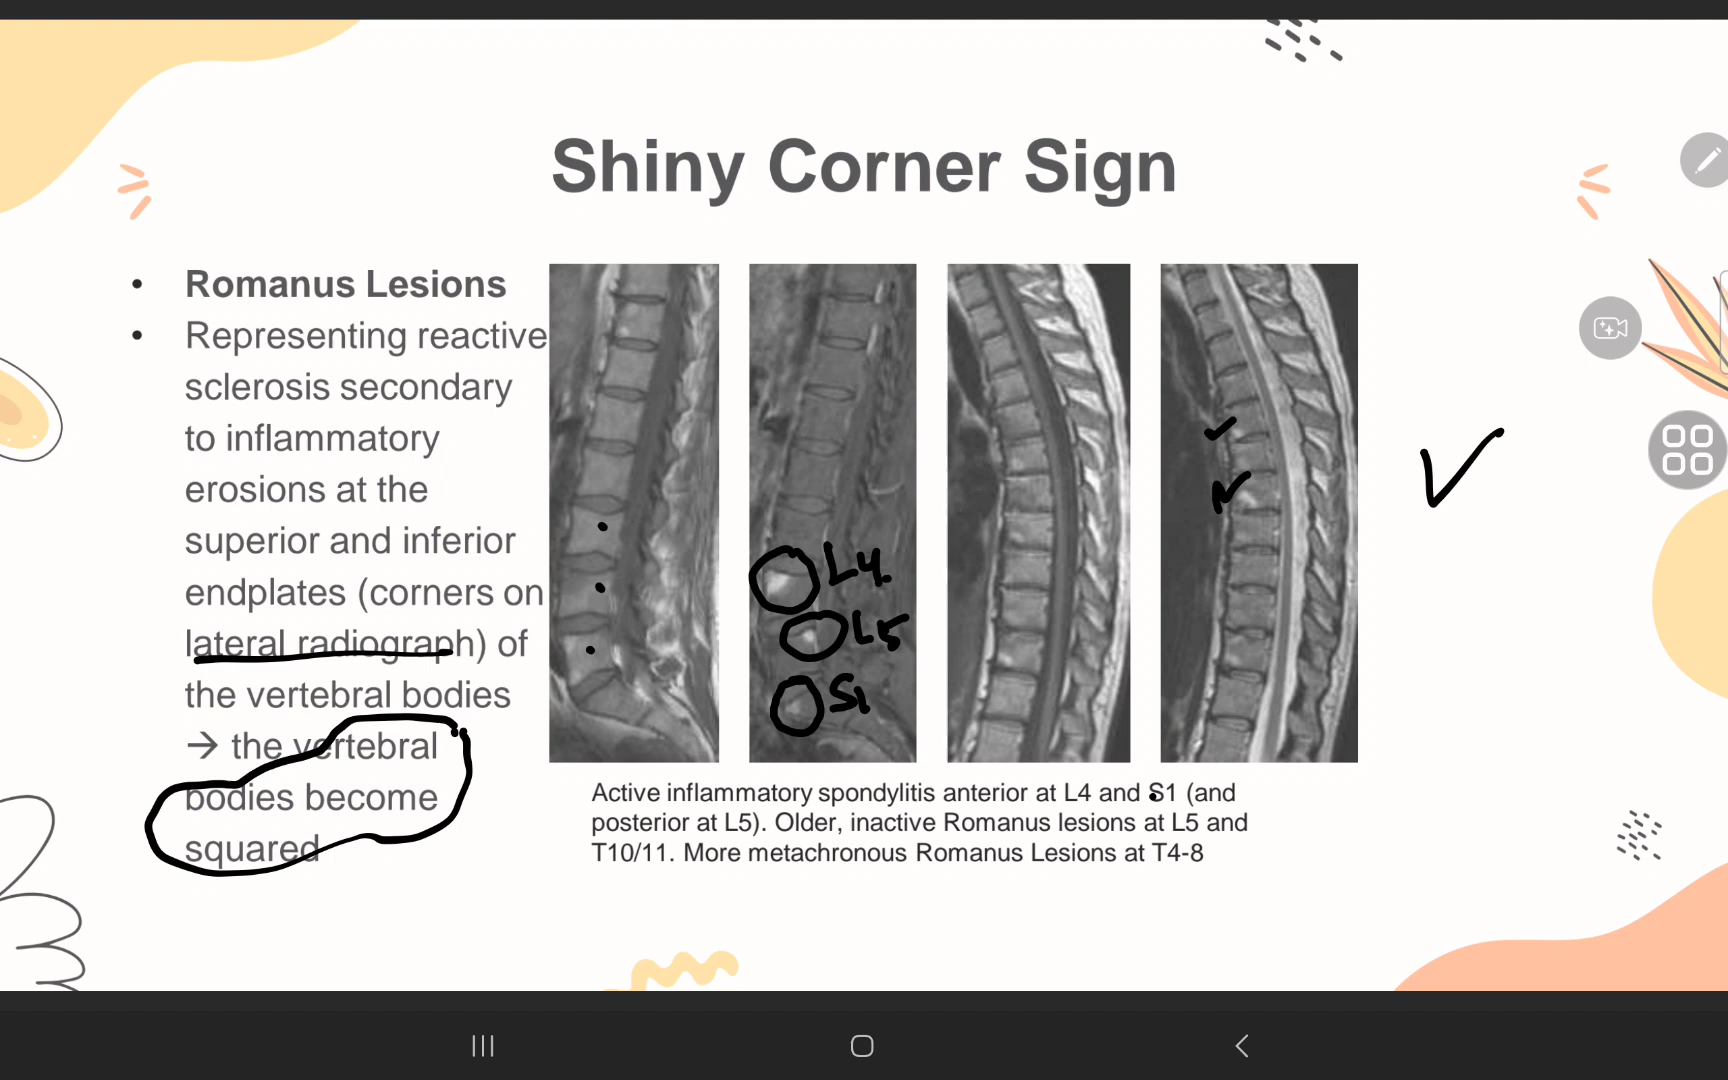 Shiny Corner Sign
• Romanus Lesions
• Representing reactive
sclerosis secondary
to inflammatory
erosions at the
superior and inferior
endplates (corners on
lateral radiograph) of
the vertebral bodies
→ the vertebral
bodies become
squared
L4
L5
S1
Active inflammatory spondylitis anterior at L4 and S1 (and
posterior at L5). Older, inactive Romanus lesions at L5 and
T10/11. More metachronous Romanus Lesions at T4-8